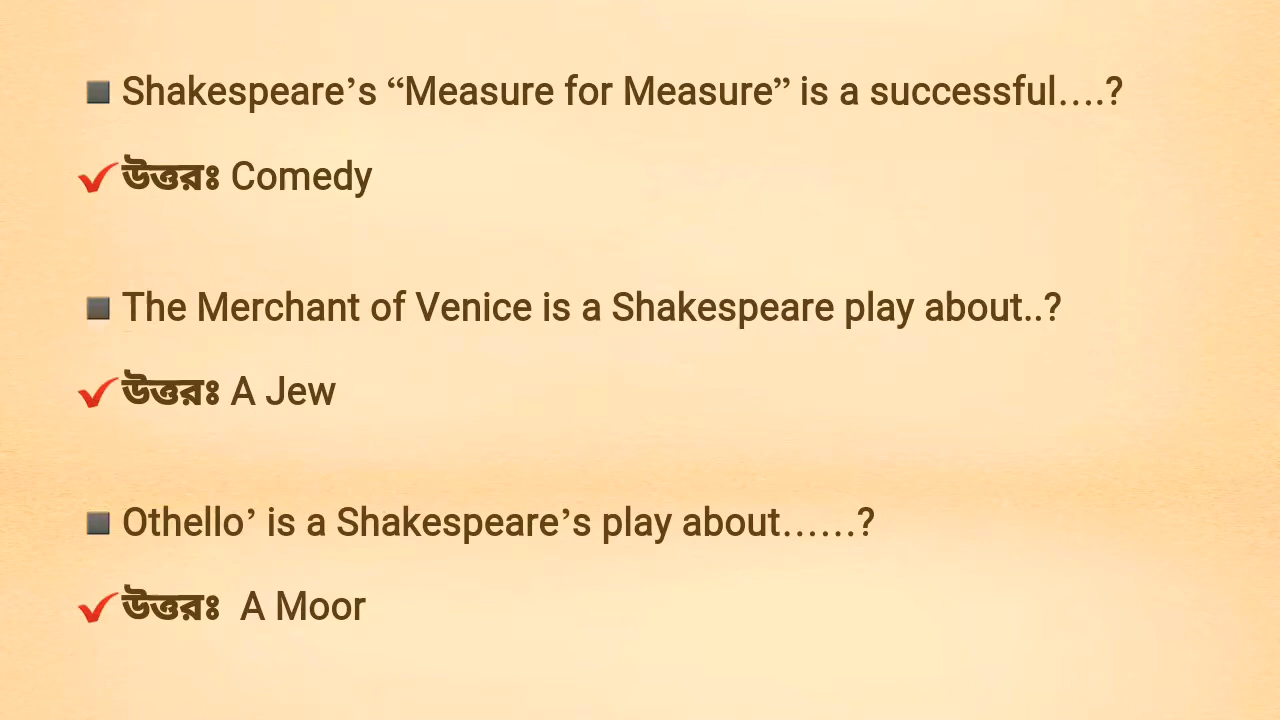 ◾ Shakespeare’s “Measure for Measure” is a successful….?
✔উত্তরঃ Comedy
◾ The Merchant of Venice is a Shakespeare play about..?
✔উত্তরঃ A Jew
◾ Othello’ is a Shakespeare’s play about……?
✔উত্তরঃ A Moor